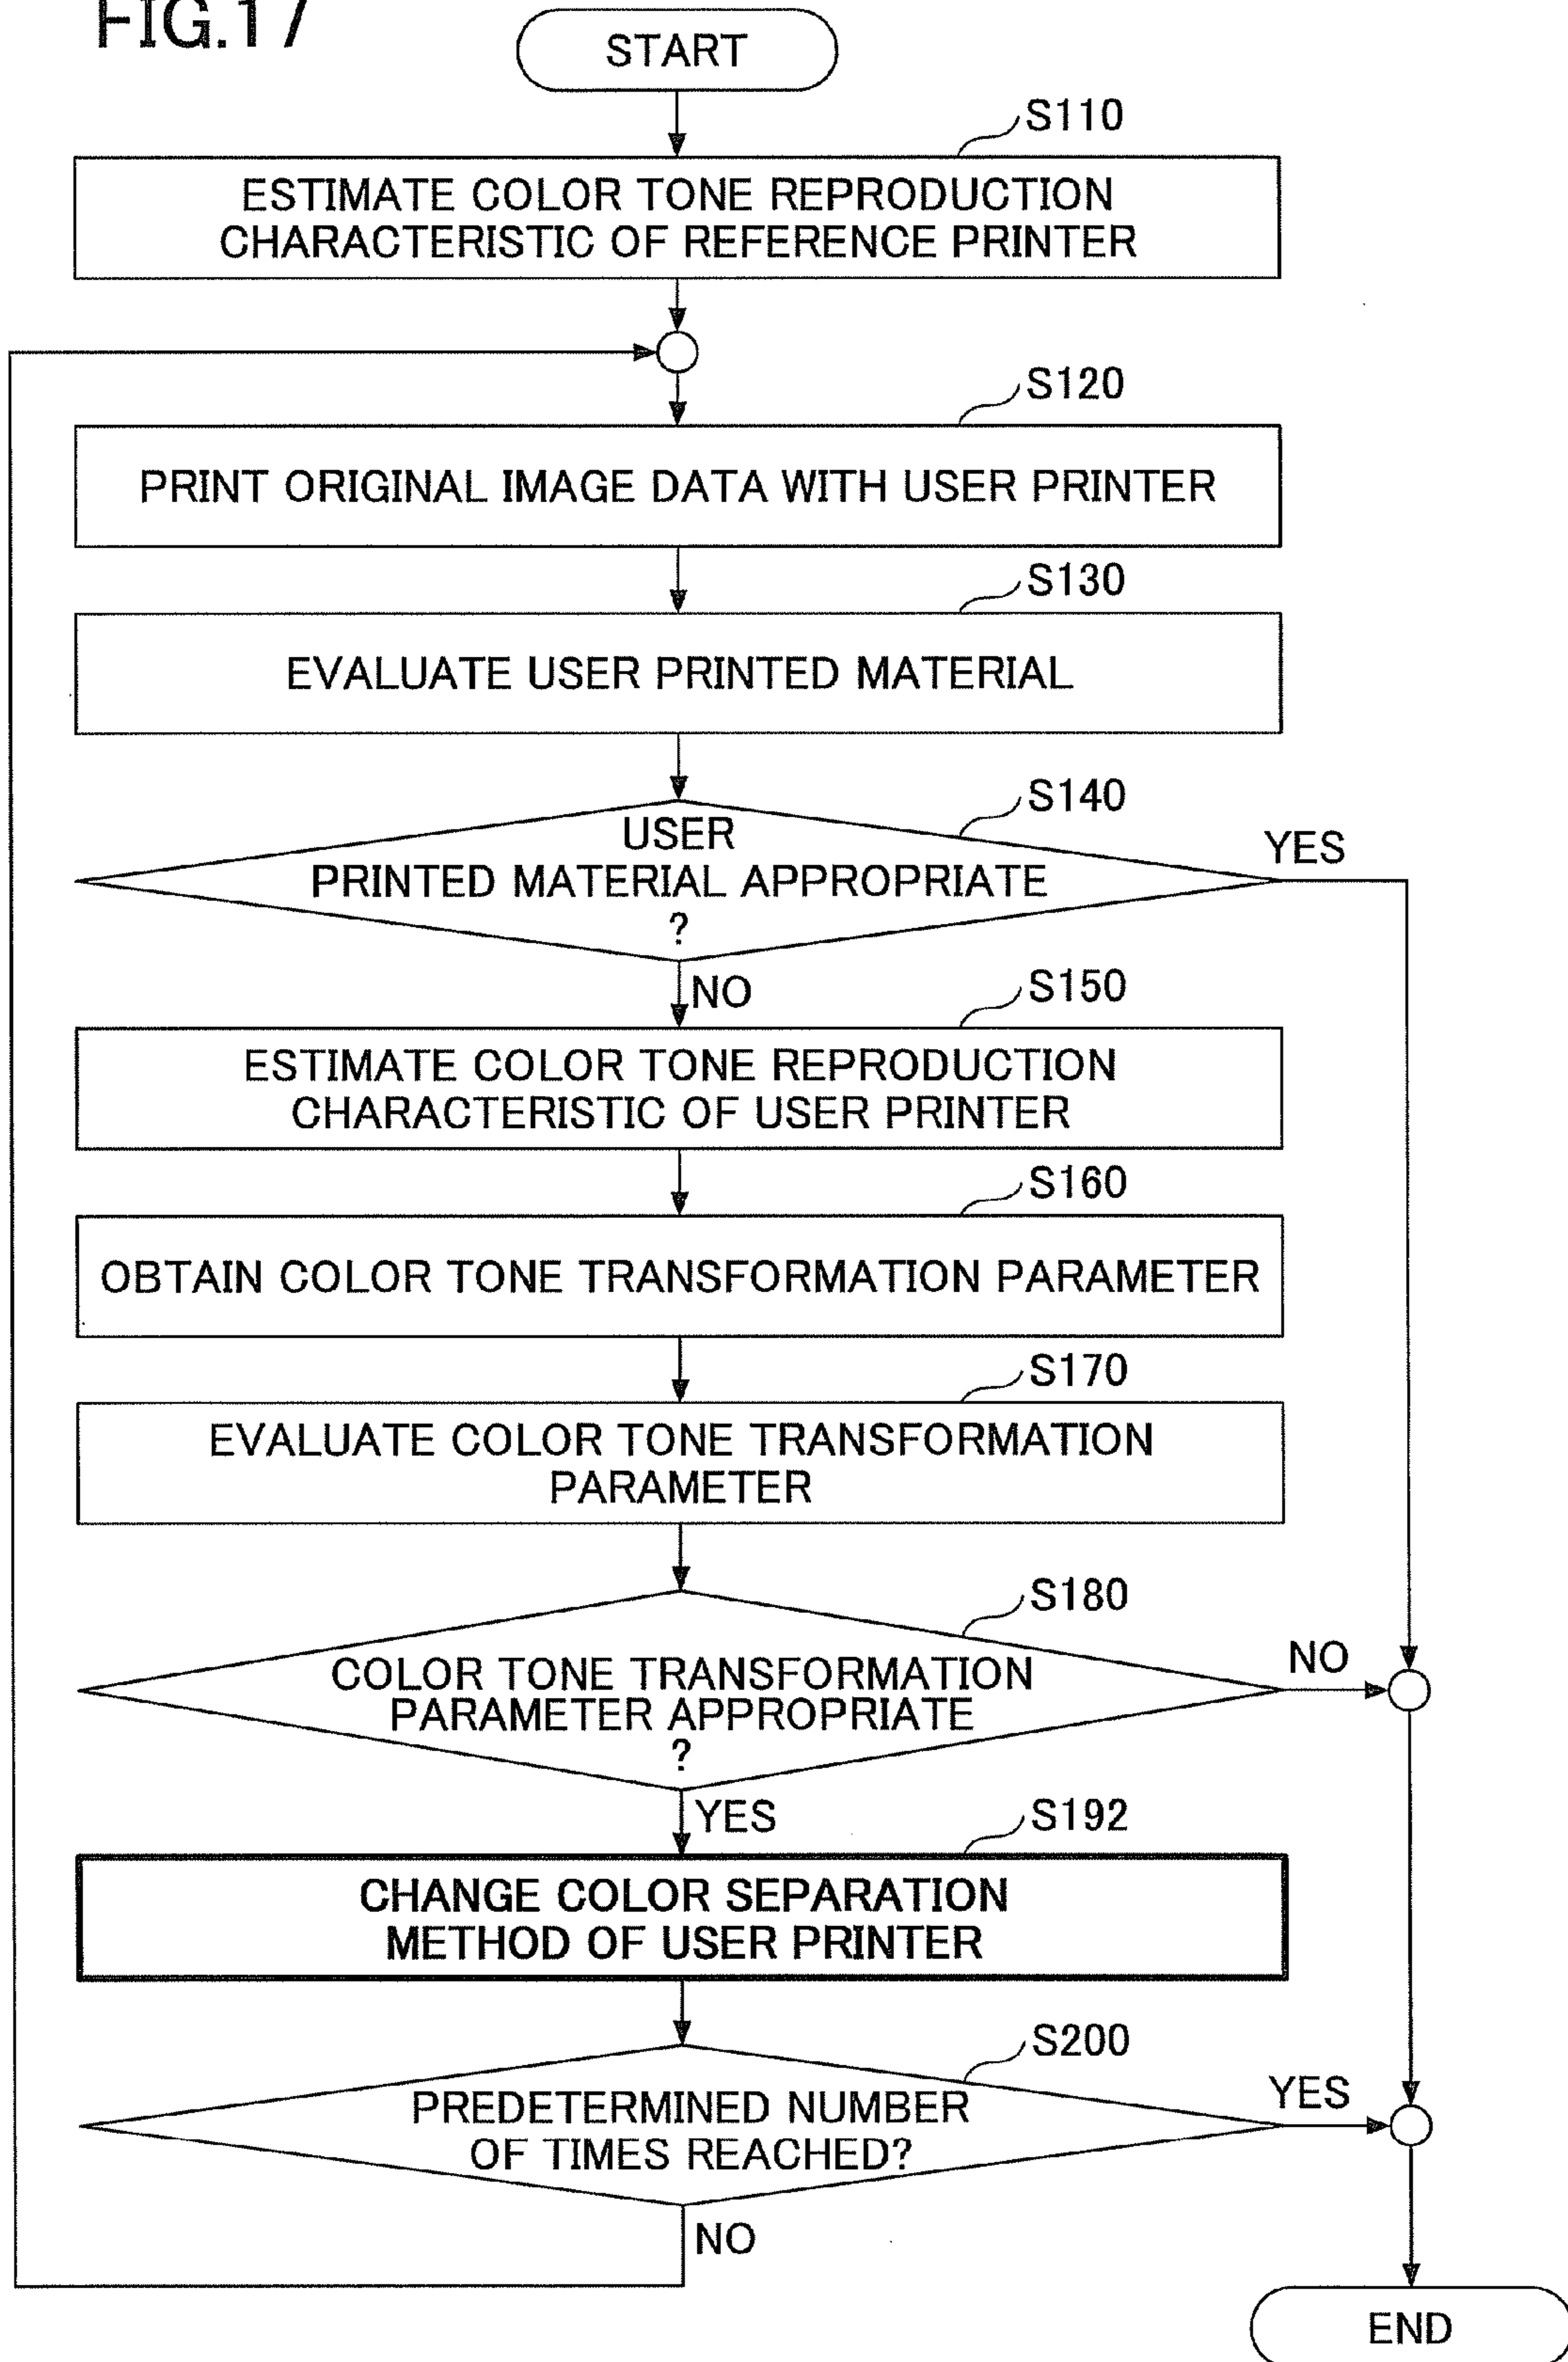 FIG.17
START
S110
ESTIMATE COLOR TONE REPRODUCTION
CHARACTERISTIC OF REFERENCE PRINTER
S120
PRINT ORIGINAL IMAGE DATA WITH USER PRINTER
S130
EVALUATE USER PRINTED MATERIAL
S140
USER
PRINTED MATERIAL APPROPRIATE
?
YES
NO
S150
ESTIMATE COLOR TONE REPRODUCTION
CHARACTERISTIC OF USER PRINTER
S160
OBTAIN COLOR TONE TRANSFORMATION PARAMETER
S170
EVALUATE COLOR TONE TRANSFORMATION
PARAMETER
S180
COLOR TONE TRANSFORMATION
PARAMETER APPROPRIATE
?
NO
YES
S192
CHANGE COLOR SEPARATION
METHOD OF USER PRINTER
S200
PREDETERMINED NUMBER
OF TIMES REACHED?
YES
NO
END